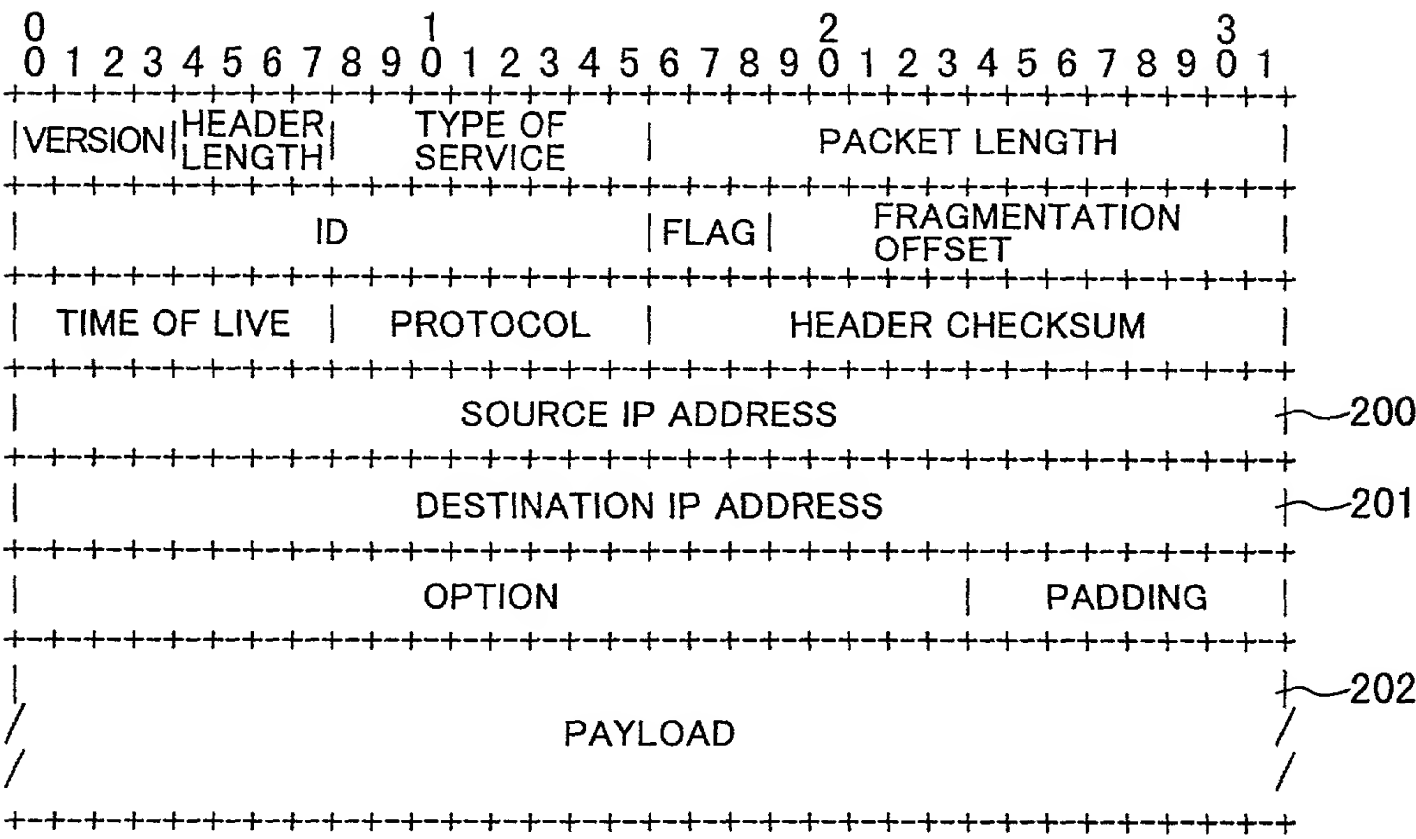 0 1 2 3
0 1 2 3 4 5 6 7 8 9 0 1 2 3 4 5 6 7 8 9 0 1 2 3 4 5 6 7 8 9 0 1
+-+-+-+-+-+-+-+-+-+-+-+-+-+-+-+-+-+-+-+-+-+-+-+-+-+-+-+-+-+-+-+-+
|VERSION|HEADER LENGTH| TYPE OF SERVICE | PACKET LENGTH |
+-+-+-+-+-+-+-+-+-+-+-+-+-+-+-+-+-+-+-+-+-+-+-+-+-+-+-+-+-+-+-+-+
| ID |FLAG| FRAGMENTATION OFFSET |
+-+-+-+-+-+-+-+-+-+-+-+-+-+-+-+-+-+-+-+-+-+-+-+-+-+-+-+-+-+-+-+-+
| TIME OF LIVE | PROTOCOL | HEADER CHECKSUM |
+-+-+-+-+-+-+-+-+-+-+-+-+-+-+-+-+-+-+-+-+-+-+-+-+-+-+-+-+-+-+-+-+
| SOURCE IP ADDRESS | 200
+-+-+-+-+-+-+-+-+-+-+-+-+-+-+-+-+-+-+-+-+-+-+-+-+-+-+-+-+-+-+-+-+
| DESTINATION IP ADDRESS | 201
+-+-+-+-+-+-+-+-+-+-+-+-+-+-+-+-+-+-+-+-+-+-+-+-+-+-+-+-+-+-+-+-+
| OPTION | PADDING |
+-+-+-+-+-+-+-+-+-+-+-+-+-+-+-+-+-+-+-+-+-+-+-+-+-+-+-+-+-+-+-+-+
| | 202
/ PAYLOAD /
/ /
+-+-+-+-+-+-+-+-+-+-+-+-+-+-+-+-+-+-+-+-+-+-+-+-+-+-+-+-+-+-+-+-+